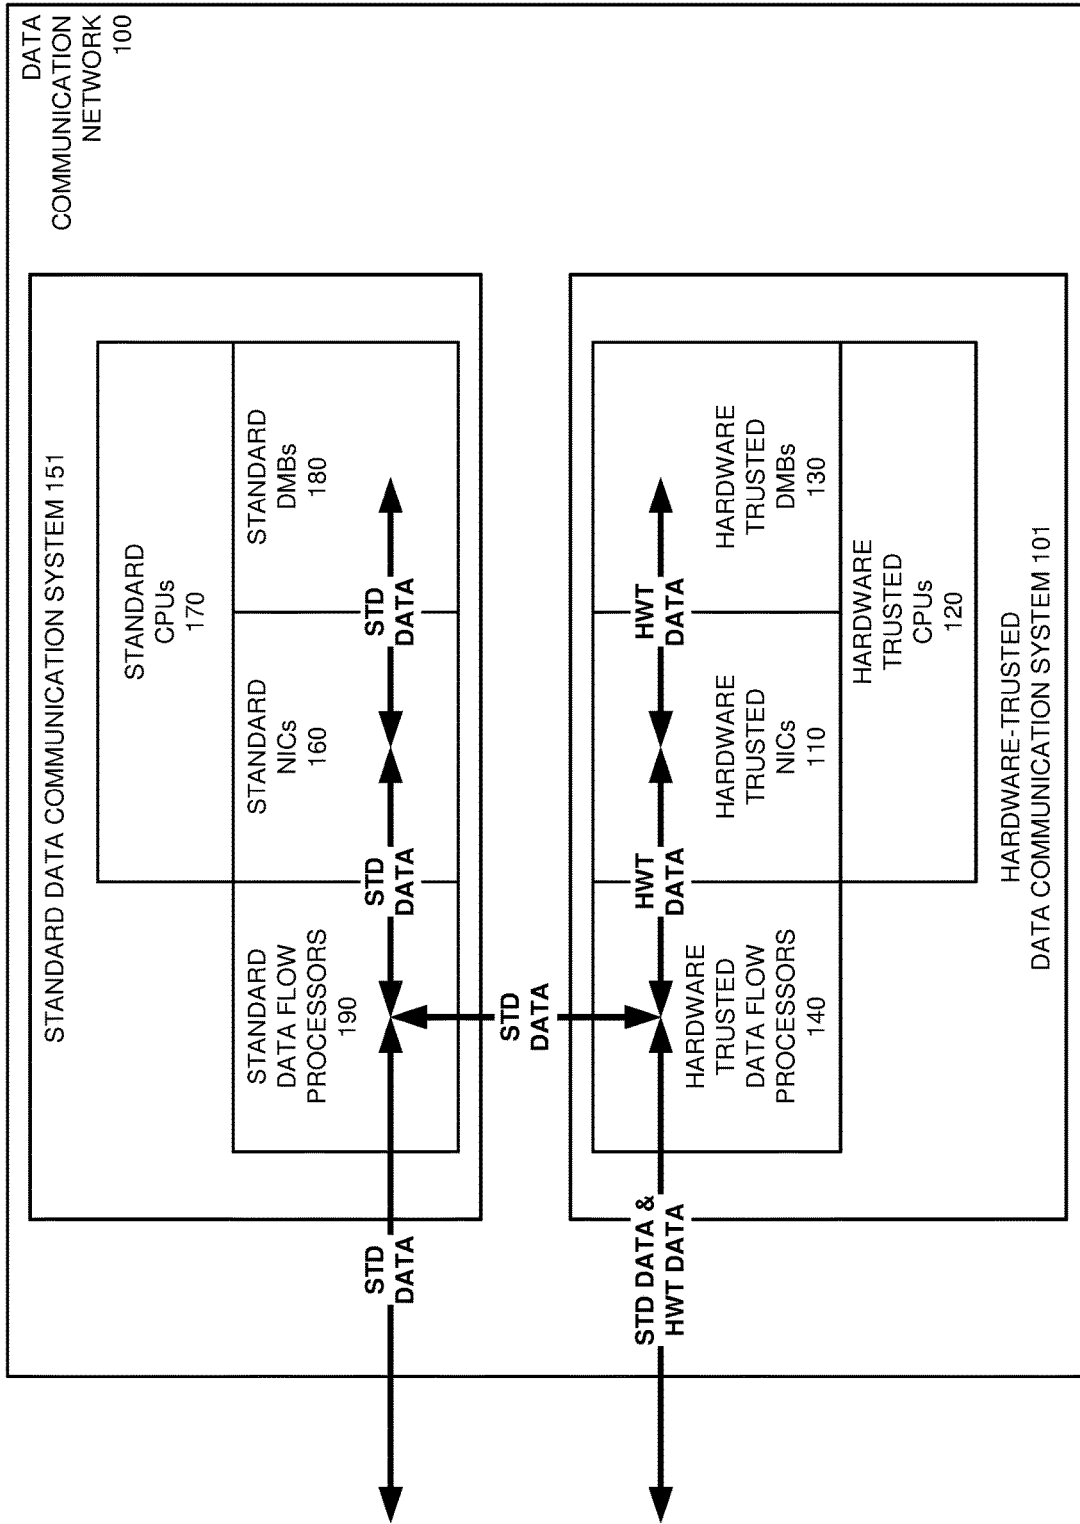 DATA
COMMUNICATION
NETWORK
100
STANDARD DATA COMMUNICATION SYSTEM 151
STANDARD
CPUs
170
STANDARD
DATA FLOW
PROCESSORS
190
STANDARD
NICs
160
STANDARD
DMBs
180
STD
DATA
STD
DATA
STD
DATA
STD
DATA
STD DATA &
HWT DATA
HWT
DATA
HWT
DATA
HARDWARE
TRUSTED
DATA FLOW
PROCESSORS
140
HARDWARE
TRUSTED
NICs
110
HARDWARE
TRUSTED
DMBs
130
HARDWARE
TRUSTED
CPUs
120
HARDWARE-TRUSTED
DATA COMMUNICATION SYSTEM 101